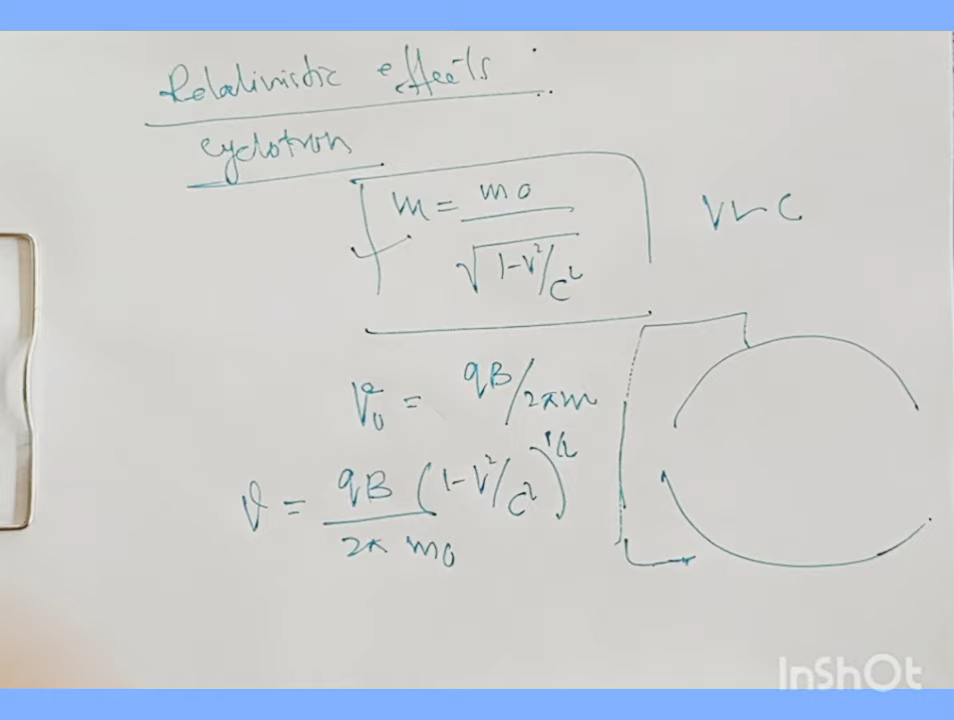 Relativistic effects :
cyclotron
m = m0 / √1-v²/c²
v ~ c
ν0 = qB/2πm
ν = qB/2π m0 (1-v²/c²)^1/2
InShOt